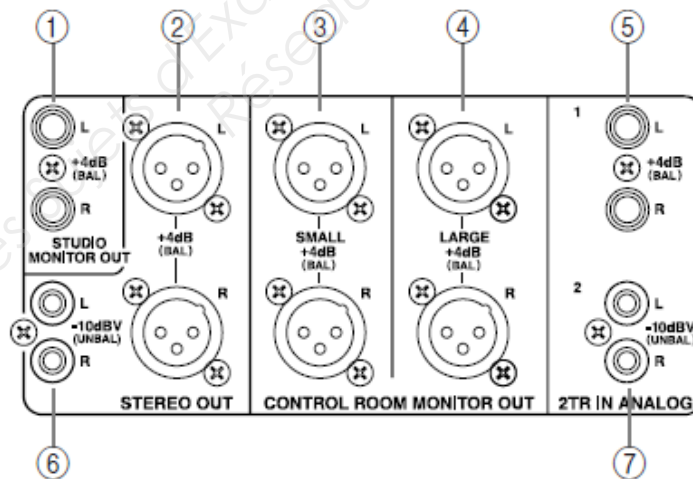 ① ② ③ ④ ⑤
L L L L 1 L
+4dB (BAL)
R
STUDIO MONITOR OUT
+4dB (BAL)
SMALL +4dB (BAL)
LARGE +4dB (BAL)
+4dB (BAL)
R
L
-10dBV (UNBAL)
R
R R R
2 L
-10dBV (UNBAL)
R
STEREO OUT CONTROL ROOM MONITOR OUT 2TR IN ANALOG
⑥ ⑦